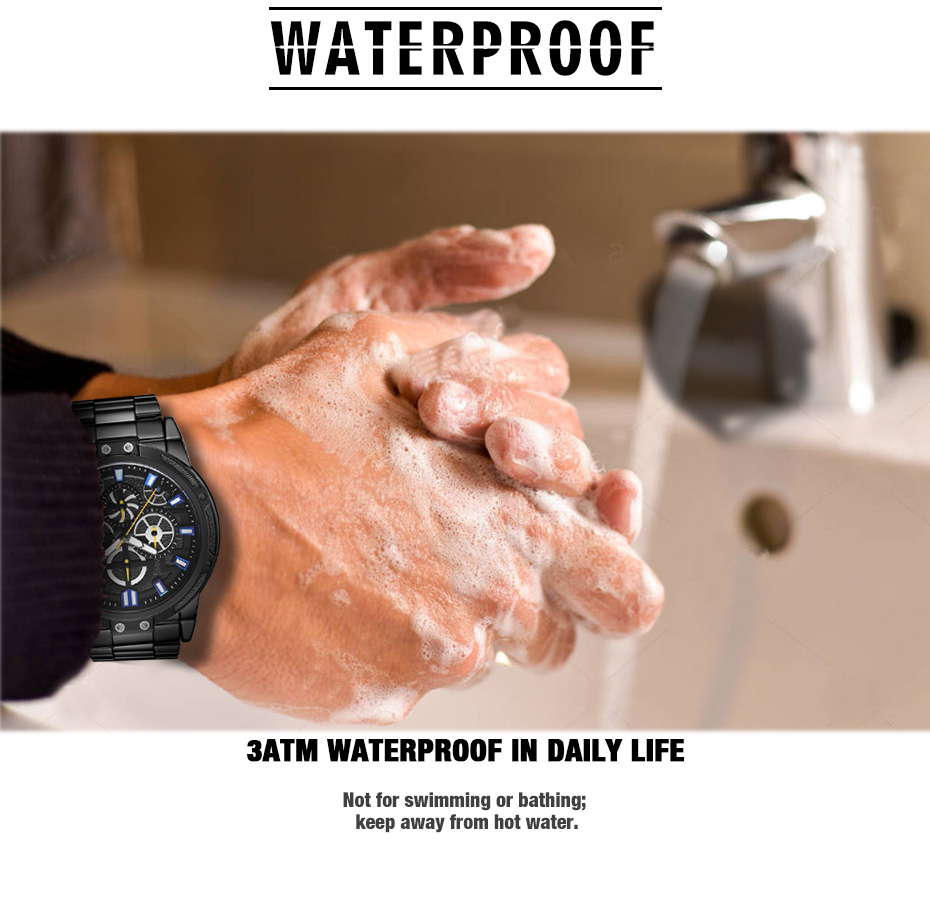 WATERPROOF
3ATM WATERPROOF IN DAILY LIFE
Not for swimming or bathing;
keep away from hot water.